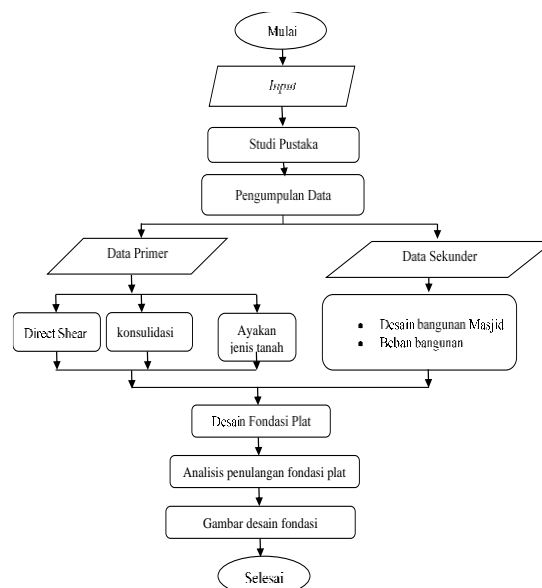 Mulai
Input
Studi Pustaka
Pengumpulan Data
Data Primer
Data Sekunder
Direct Shear
konsulidasi
Ayakan
jenis tanah
• Desain bangunan Masjid
• Beban bangunan
Desain Fondasi Plat
Analisis penulangan fondasi plat
Gambar desain fondasi
Selesai